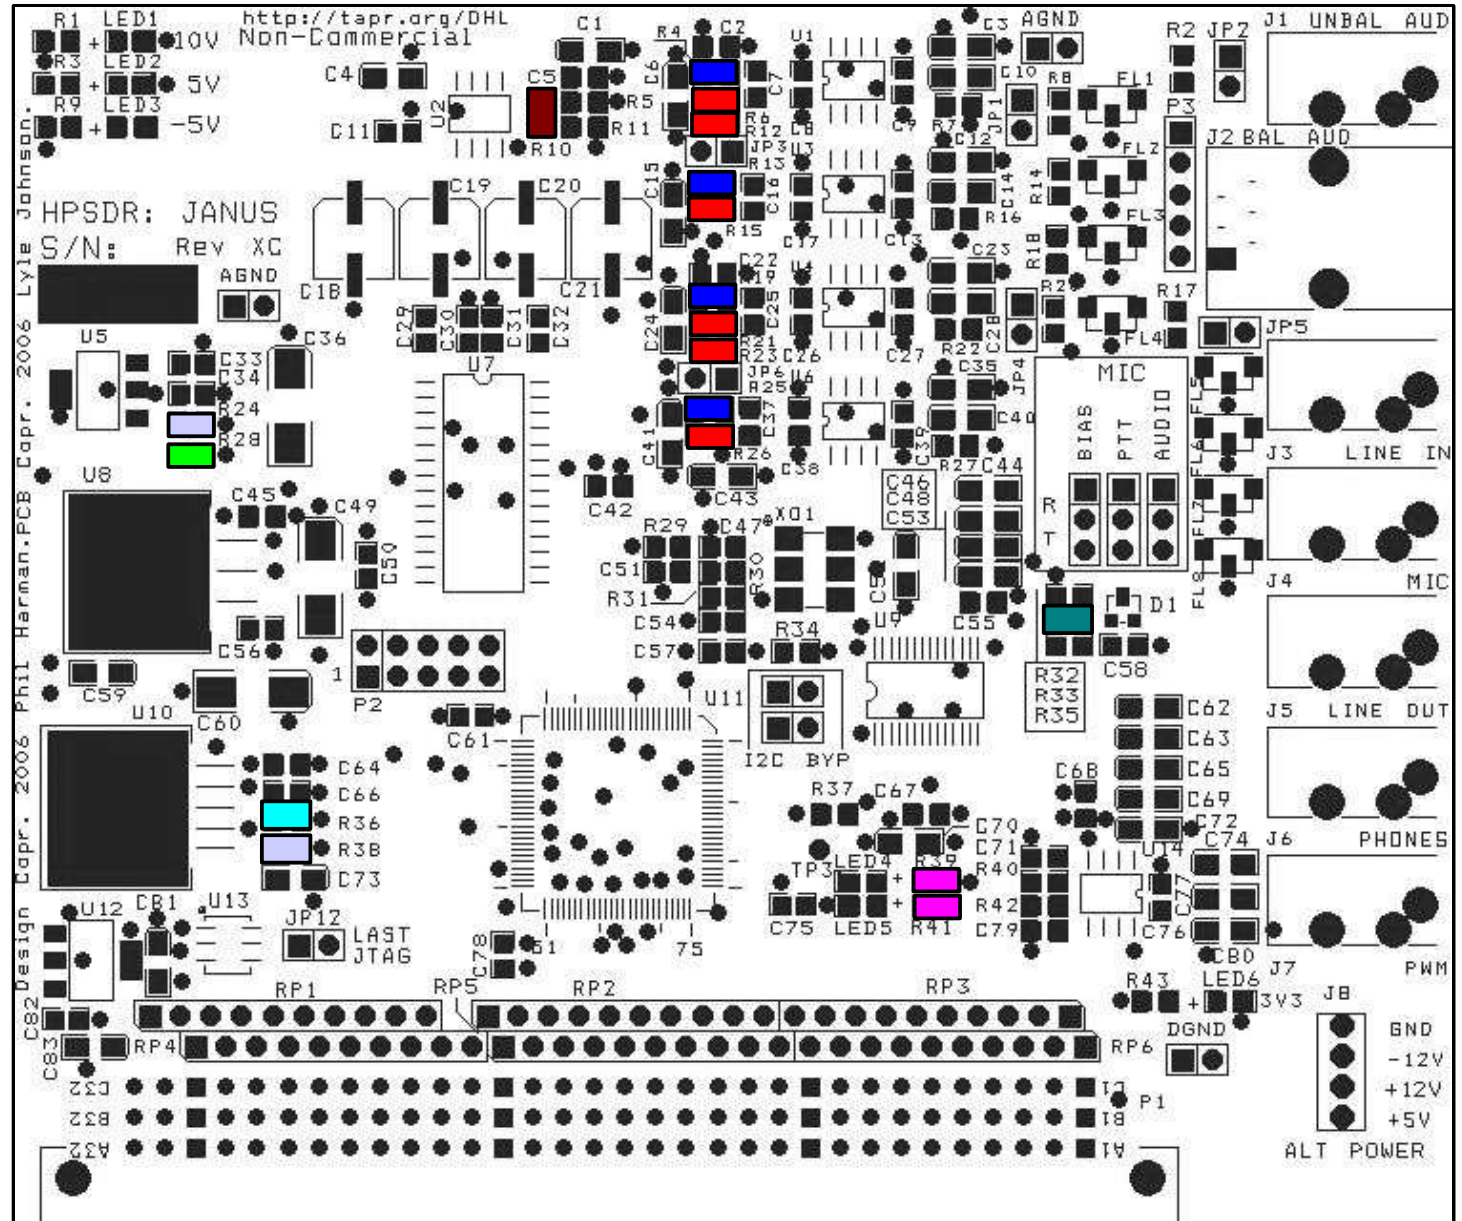 R1 LED1 http://tapr.org/OHL C1 R4 C2 U1 C3 AGND R2 JP2 J1 UNBAL AUD
+ 10V Non-Commercial
R3 LED2 C4 C5 C6 C7 C10 R8 FL1
+ 5V U2 R5 R6 JP1 P3
R9 LED3 C11 R11 R12 C8 C9 R7 J2 BAL AUD
+ -5V R10 JP3 U3 C12 FL2
R13
C15 C16 C14 R14
C19 C20 R16 FL3
HPSDR: JANUS R15 C17 C13 R18
S/N: Rev XC C22 U4 C23
AGND R19 R17
C18 C21 C24 C25 C28
U5 C36 C29 C30 C31 C32 R21 R22 FL4 JP5
C33 U7 R23 C26 C27 C35 MIC
C34 JP6 U6 JP4
R24 R25 C37 C40 FL5
R28 C41 C39 BIAS PTT AUDIO
U8 R26 C38 R27 C44 FL6 J3 LINE IN
C45 C49 C42 C43 C46
C48
R29 C47 X01 C53 R FL7
C50 C51 R30 T
R31 FL8 J4 MIC
C54 U9 C55 D1
C56 C57 R34 C58
C59 1 R32
P2 U11 R33 C62
U10 C60 R35 J5 LINE OUT
C61 C63
C64 I2C BYP C65
C66 R37 C67 C68 C69
R36 C70 C72 C74 J6 PHONES
R38 C71 U14
C73 TP3 LED4 + R39 R40 C77
U12 C81 U13 JP12 R42
LAST C75 LED5 + R41 C79 C76
JTAG C78 51 75 C80
J7 PWM
RP1 RP5 RP2 RP3 R43 LED6 J8
C82 + 3V3
DGND GND
C83 RP4 RP6 -12V
C32 C1 +12V
B32 B1 P1 +5V
A32 A1 ALT POWER
Design Copr. 2006 Phil Harman.PCB Copr. 2006 Lyle Johnson.